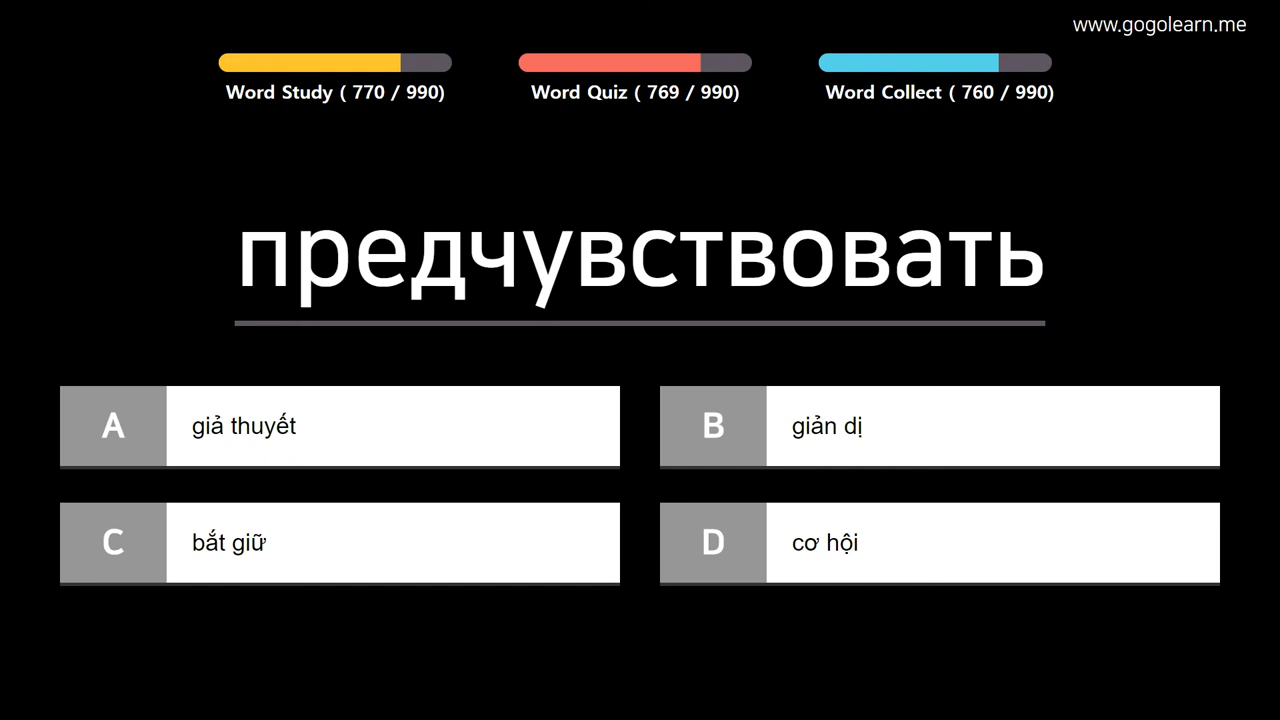 www.gogolearn.me
Word Study ( 770 / 990)
Word Quiz ( 769 / 990)
Word Collect ( 760 / 990)
предчувствовать
A giả thuyết
B giản dị
C bắt giữ
D cơ hội